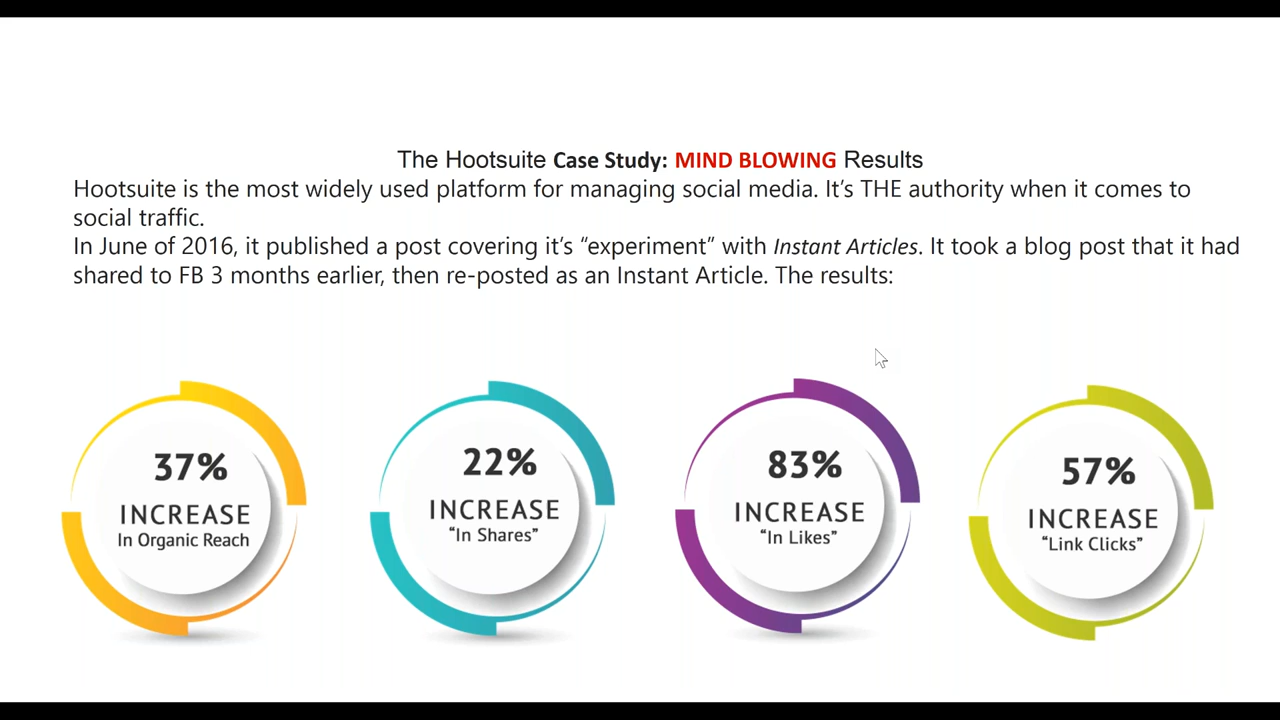 The Hootsuite Case Study: MIND BLOWING Results
Hootsuite is the most widely used platform for managing social media. It’s THE authority when it comes to
social traffic.
In June of 2016, it published a post covering it’s “experiment” with Instant Articles. It took a blog post that it had
shared to FB 3 months earlier, then re-posted as an Instant Article. The results:
37%
INCREASE
In Organic Reach
22%
INCREASE
“In Shares”
83%
INCREASE
“In Likes”
57%
INCREASE
“Link Clicks”